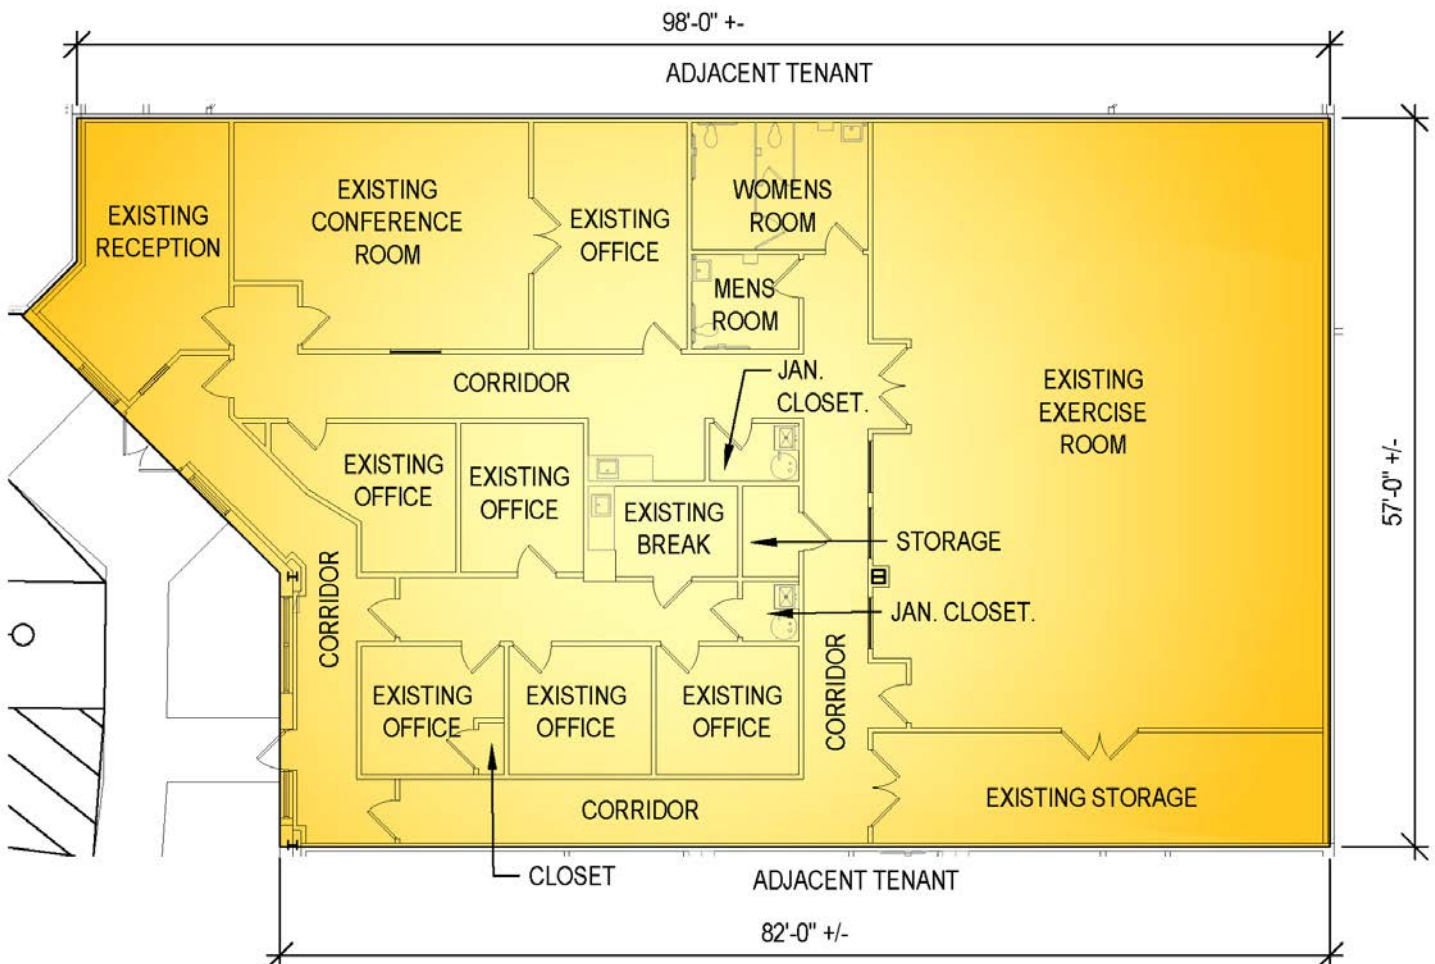 98'-0" +-
ADJACENT TENANT
EXISTING
RECEPTION
EXISTING
CONFERENCE
ROOM
EXISTING
OFFICE
WOMENS
ROOM
MENS
ROOM
CORRIDOR
JAN.
CLOSET.
EXISTING
EXERCISE
ROOM
57'-0" +/-
EXISTING
OFFICE
EXISTING
OFFICE
EXISTING
BREAK
STORAGE
JAN. CLOSET.
CORRIDOR
CORRIDOR
EXISTING
OFFICE
EXISTING
OFFICE
EXISTING
OFFICE
CORRIDOR
EXISTING STORAGE
CLOSET
ADJACENT TENANT
82'-0" +/-